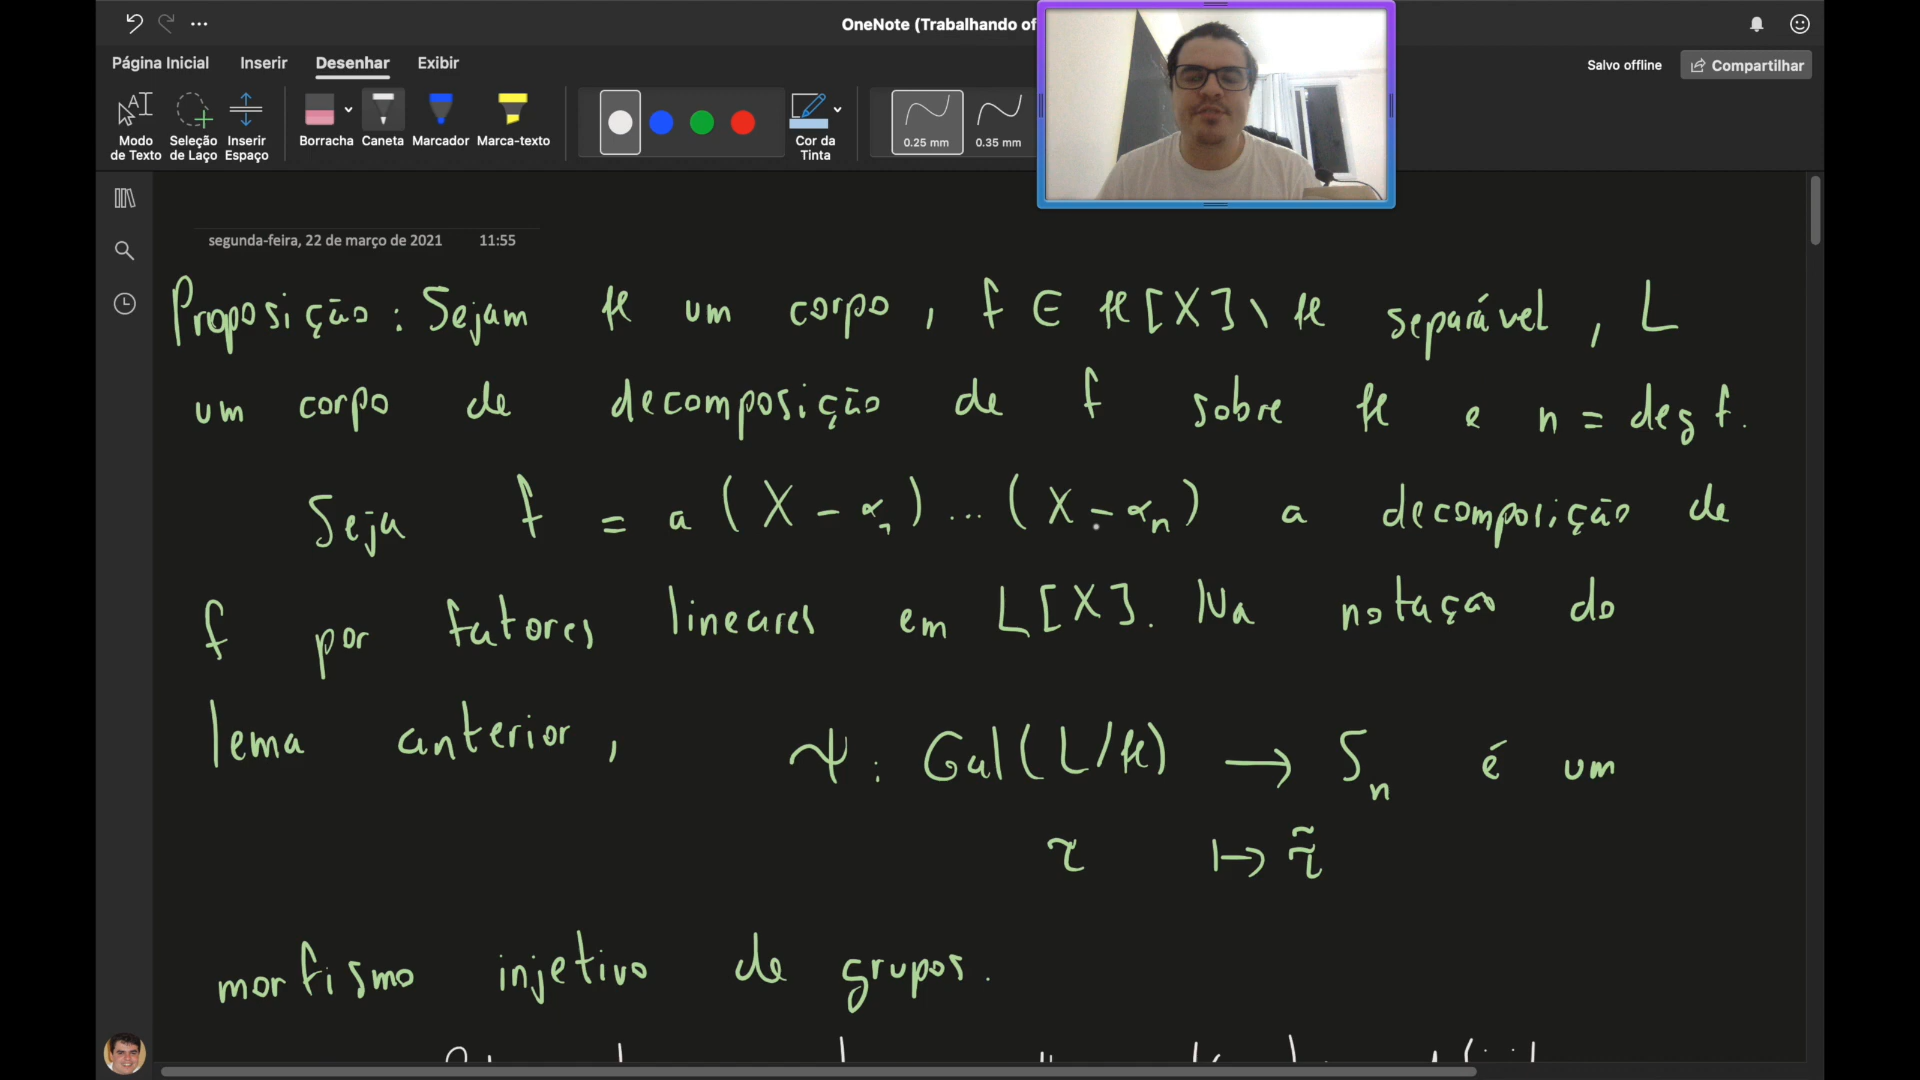 OneNote (Trabalhando of
Página Inicial Inserir Desenhar Exibir
Salvo offline Compartilhar
Modo de Texto
Seleção de Laço
Inserir Espaço
Borracha Caneta Marcador Marca-texto
Cor da Tinta
0.25 mm 0.35 mm
segunda-feira, 22 de março de 2021 11:55
Proposição: Sejam k um corpo, f ∈ k[X]\k separável, L
um corpo de decomposição de f sobre k e n = deg f.
Seja f = a(X-α₁)...(X-αₙ) a decomposição de
f por fatores lineares em L[X]. Na notação do
lema anterior, Ψ: Gal(L/k) → Sₙ é um
τ ↦ τ̃
morfismo injetivo de grupos.